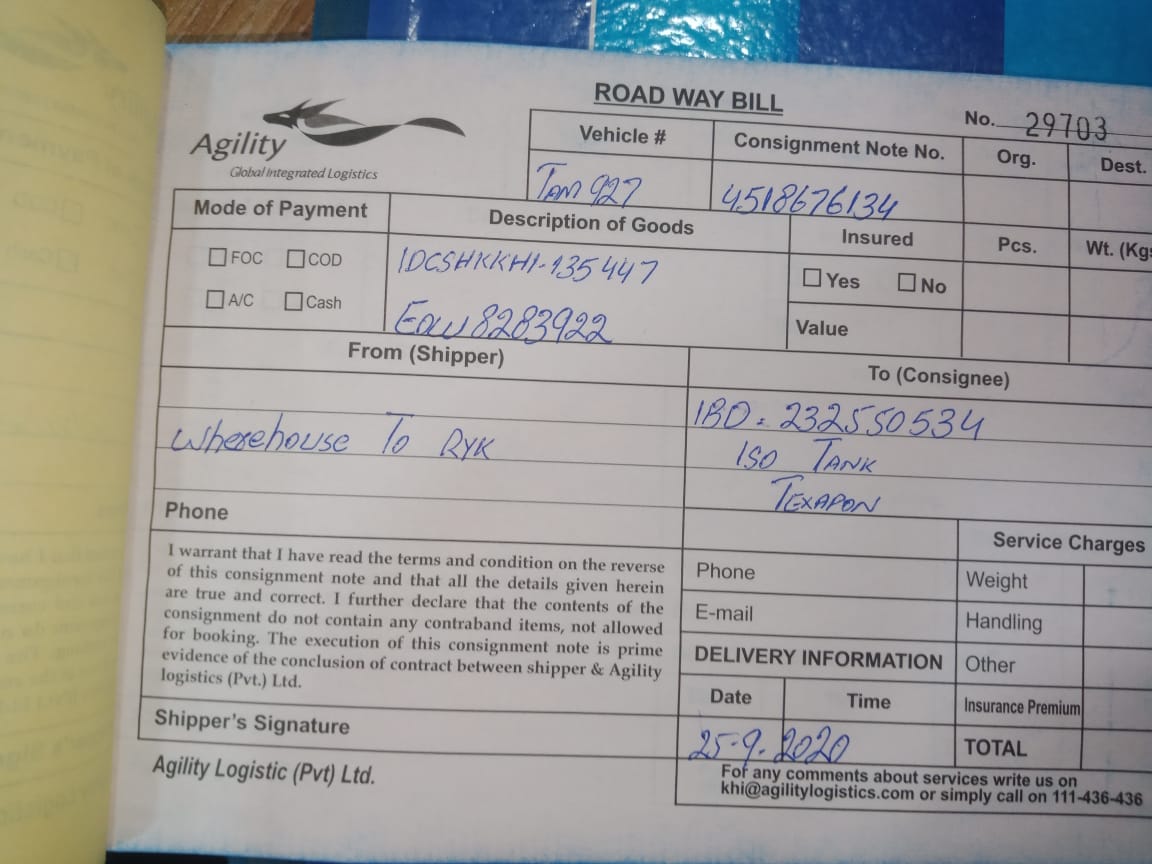 ROAD WAY BILL
No. 29703
Agility
Global Integrated Logistics
Vehicle # Consignment Note No. Org. Dest.
TAM 927 4518676134
Mode of Payment Description of Goods Insured Pcs. Wt. (Kgs
FOC COD IDCSHKKHI-135447 Yes No
A/C Cash 8283922 Value
From (Shipper) To (Consignee)
IBD: 232550534
Wherehouse To RYK ISO TANK
TEXAPON
Phone
Service Charges
I warrant that I have read the terms and condition on the reverse
of this consignment note and that all the details given herein
are true and correct. I further declare that the contents of the
consignment do not contain any contraband items, not allowed
for booking. The execution of this consignment note is prime
evidence of the conclusion of contract between shipper & Agility
logistics (Pvt.) Ltd.
Phone Weight
E-mail Handling
DELIVERY INFORMATION Other
Date Time Insurance Premium
Shipper's Signature 25-9-2020 TOTAL
Agility Logistic (Pvt) Ltd.
For any comments about services write us on
khi@agilitylogistics.com or simply call on 111-436-436